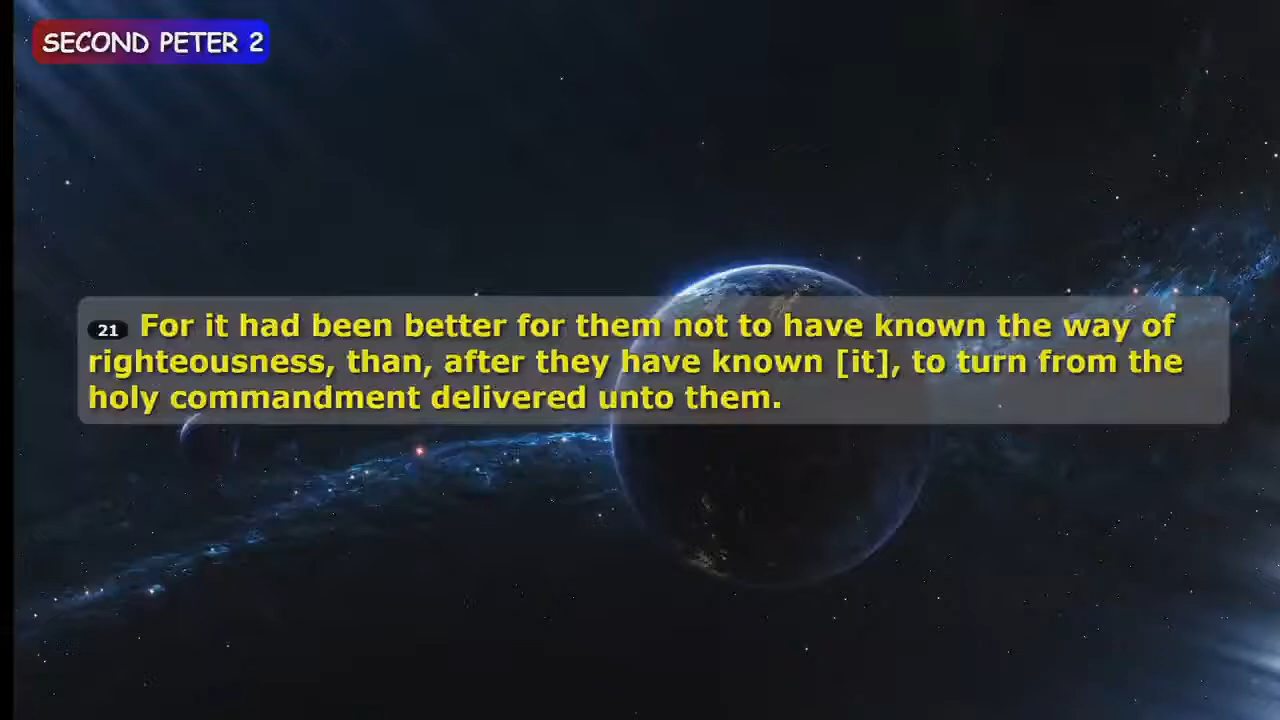 SECOND PETER 2
21 For it had been better for them not to have known the way of
righteousness, than, after they have known [it], to turn from the
holy commandment delivered unto them.